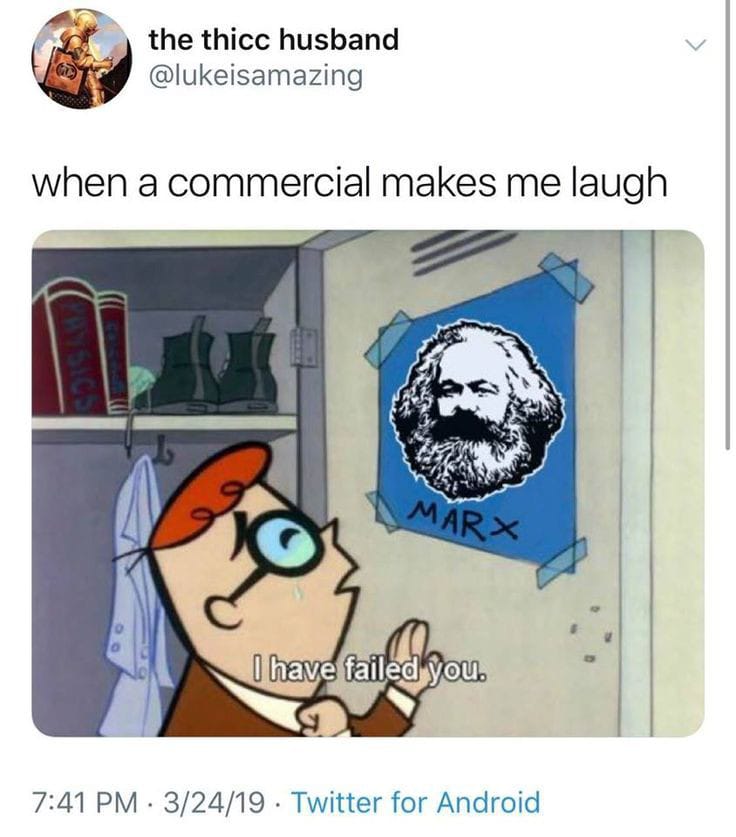 the thicc husband
@lukeisamazing
when a commercial makes me laugh
PHYSICS
MARX
I have failed you.
7:41 PM · 3/24/19 · Twitter for Android